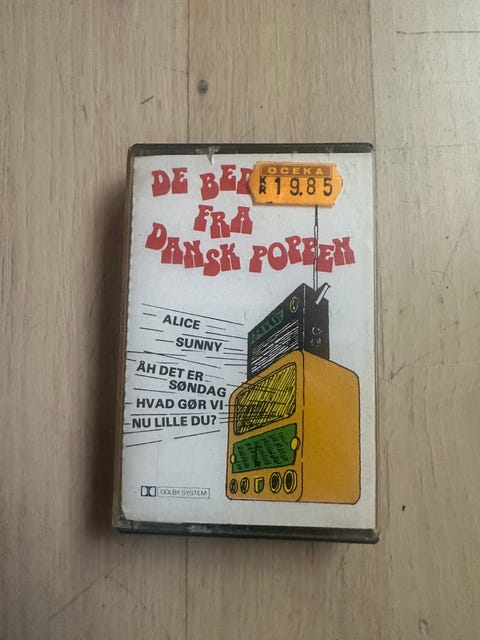 DE BED
OCEKA
KR 19.85
FRA
DANSK POPPEN
ALICE
SUNNY
ÅH DET ER
SØNDAG
HVAD GØR VI
NU LILLE DU?
DOLBY SYSTEM